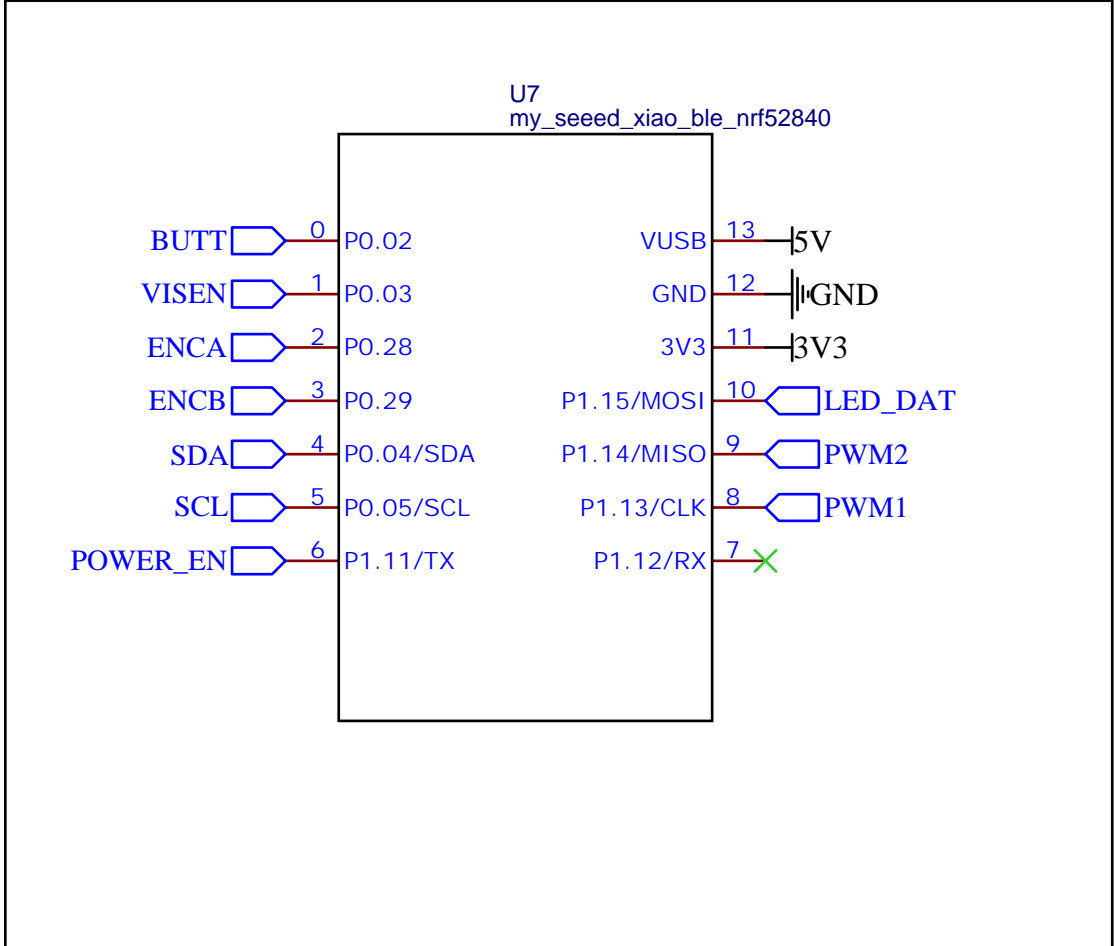 U7
my_seeed_xiao_ble_nrf52840
BUTT 0 P0.02 VUSB 13 5V
VISEN 1 P0.03 GND 12 GND
ENCA 2 P0.28 3V3 11 3V3
ENCB 3 P0.29 P1.15/MOSI 10 LED_DAT
SDA 4 P0.04/SDA P1.14/MISO 9 PWM2
SCL 5 P0.05/SCL P1.13/CLK 8 PWM1
POWER_EN 6 P1.11/TX P1.12/RX 7